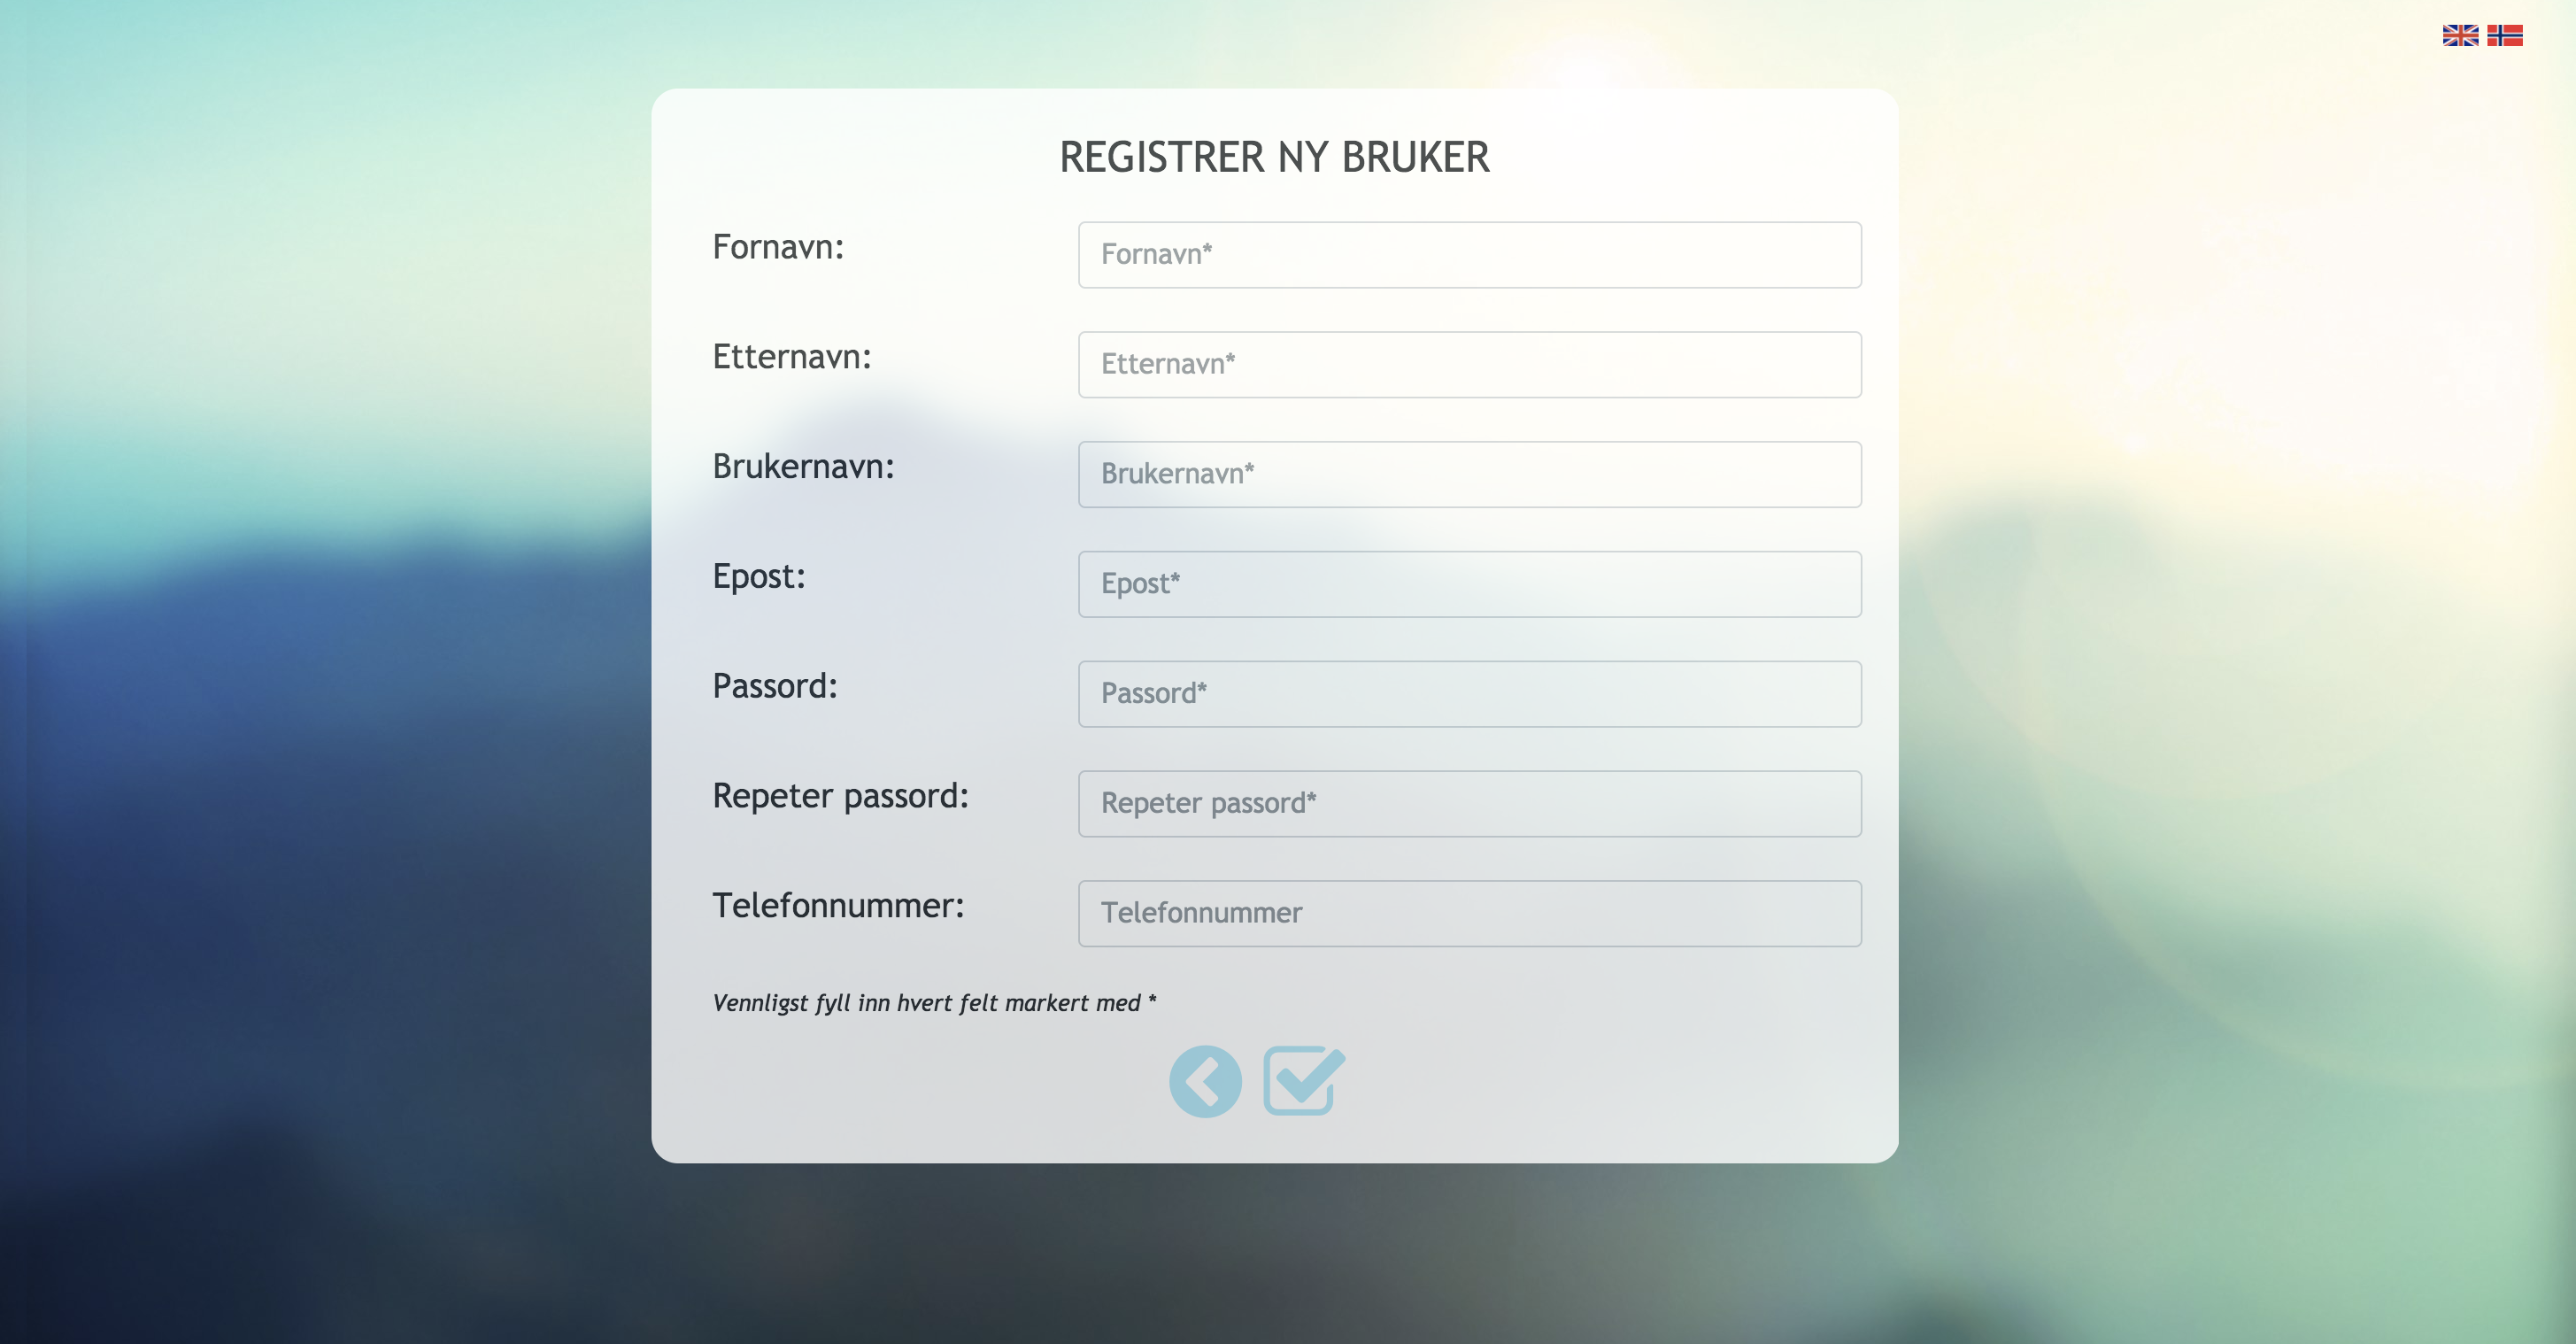 REGISTRER NY BRUKER
Fornavn:
Fornavn*
Etternavn:
Etternavn*
Brukernavn:
Brukernavn*
Epost:
Epost*
Passord:
Passord*
Repeter passord:
Repeter passord*
Telefonnummer:
Telefonnummer
Vennligst fyll inn hvert felt markert med *